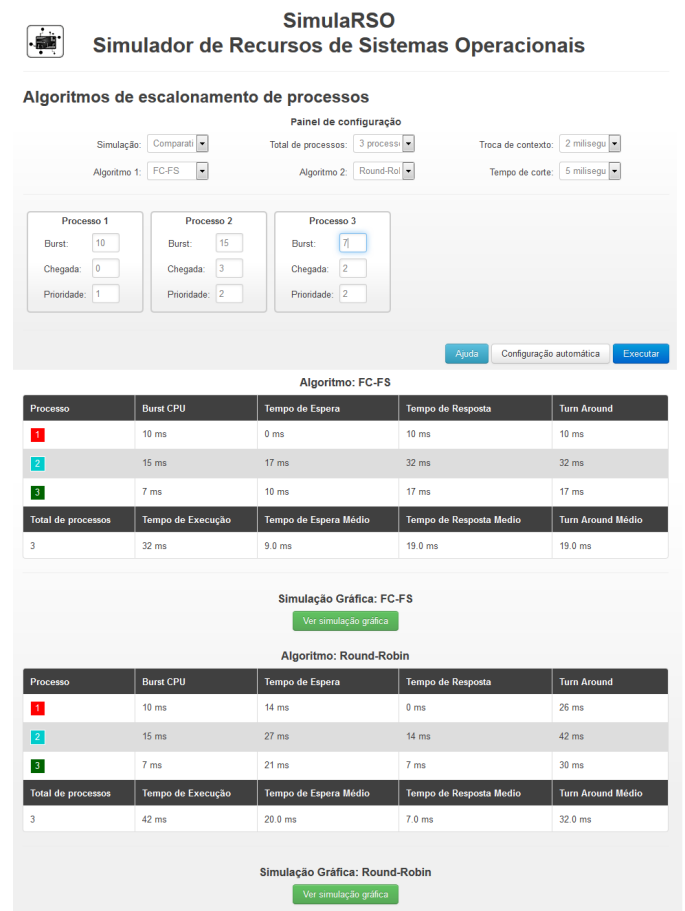 SimulaRSO
Simulador de Recursos de Sistemas Operacionais
Algoritmos de escalonamento de processos
Painel de configuração
Simulação: Comparati Total de processos: 3 process Troca de contexto: 2 milisegu
Algoritmo 1: FC-FS Algoritmo 2: Round-Rol Tempo de corte: 5 milisegu
Processo 1 Processo 2 Processo 3
Burst: 10 Burst: 15 Burst: 7
Chegada: 0 Chegada: 3 Chegada: 2
Prioridade: 1 Prioridade: 2 Prioridade: 2
Ajuda Configuração automática Executar
Algoritmo: FC-FS
Processo Burst CPU Tempo de Espera Tempo de Resposta Turn Around
1 10 ms 0 ms 10 ms 10 ms
2 15 ms 17 ms 32 ms 32 ms
3 7 ms 10 ms 17 ms 17 ms
Total de processos Tempo de Execução Tempo de Espera Médio Tempo de Resposta Medio Turn Around Médio
3 32 ms 9.0 ms 19.0 ms 19.0 ms
Simulação Gráfica: FC-FS
Ver simulação gráfica
Algoritmo: Round-Robin
Processo Burst CPU Tempo de Espera Tempo de Resposta Turn Around
1 10 ms 14 ms 0 ms 26 ms
2 15 ms 27 ms 14 ms 42 ms
3 7 ms 21 ms 7 ms 30 ms
Total de processos Tempo de Execução Tempo de Espera Médio Tempo de Resposta Medio Turn Around Médio
3 42 ms 20.0 ms 7.0 ms 32.0 ms
Simulação Gráfica: Round-Robin
Ver simulação gráfica